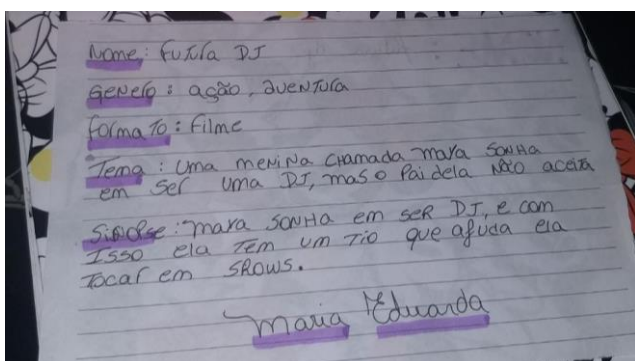 Nome: Futura DJ
Genero: ação, aventura
Formato: Filme
Tema: Uma menina chamada mara sonha
em ser uma DJ, mas o Pai dela não aceita
Sinopse: mara sonha em ser DJ, e com
Isso ela tem um Tio que ajuda ela
Tocar em shows.
Maria Eduarda